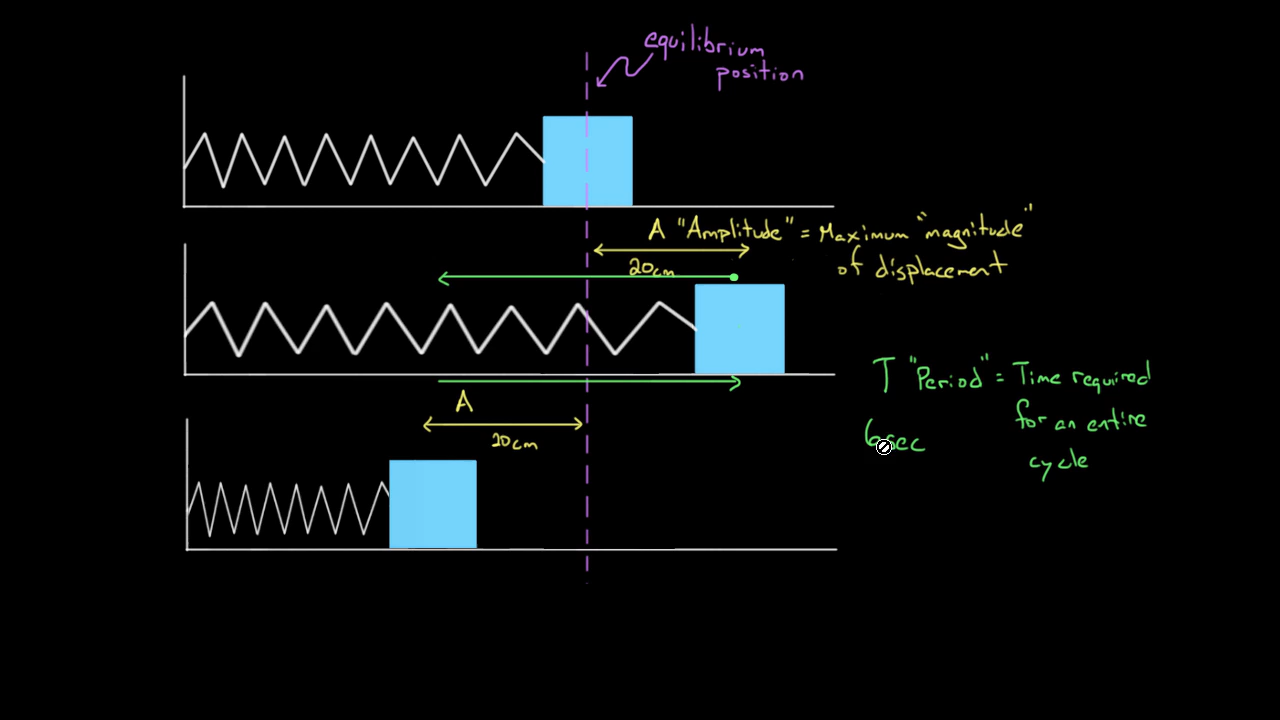 equilibrium
position
A "Amplitude" = Maximum "magnitude"
of displacement
20cm
T "Period" = Time required
for an entire
cycle
A
20cm
6sec